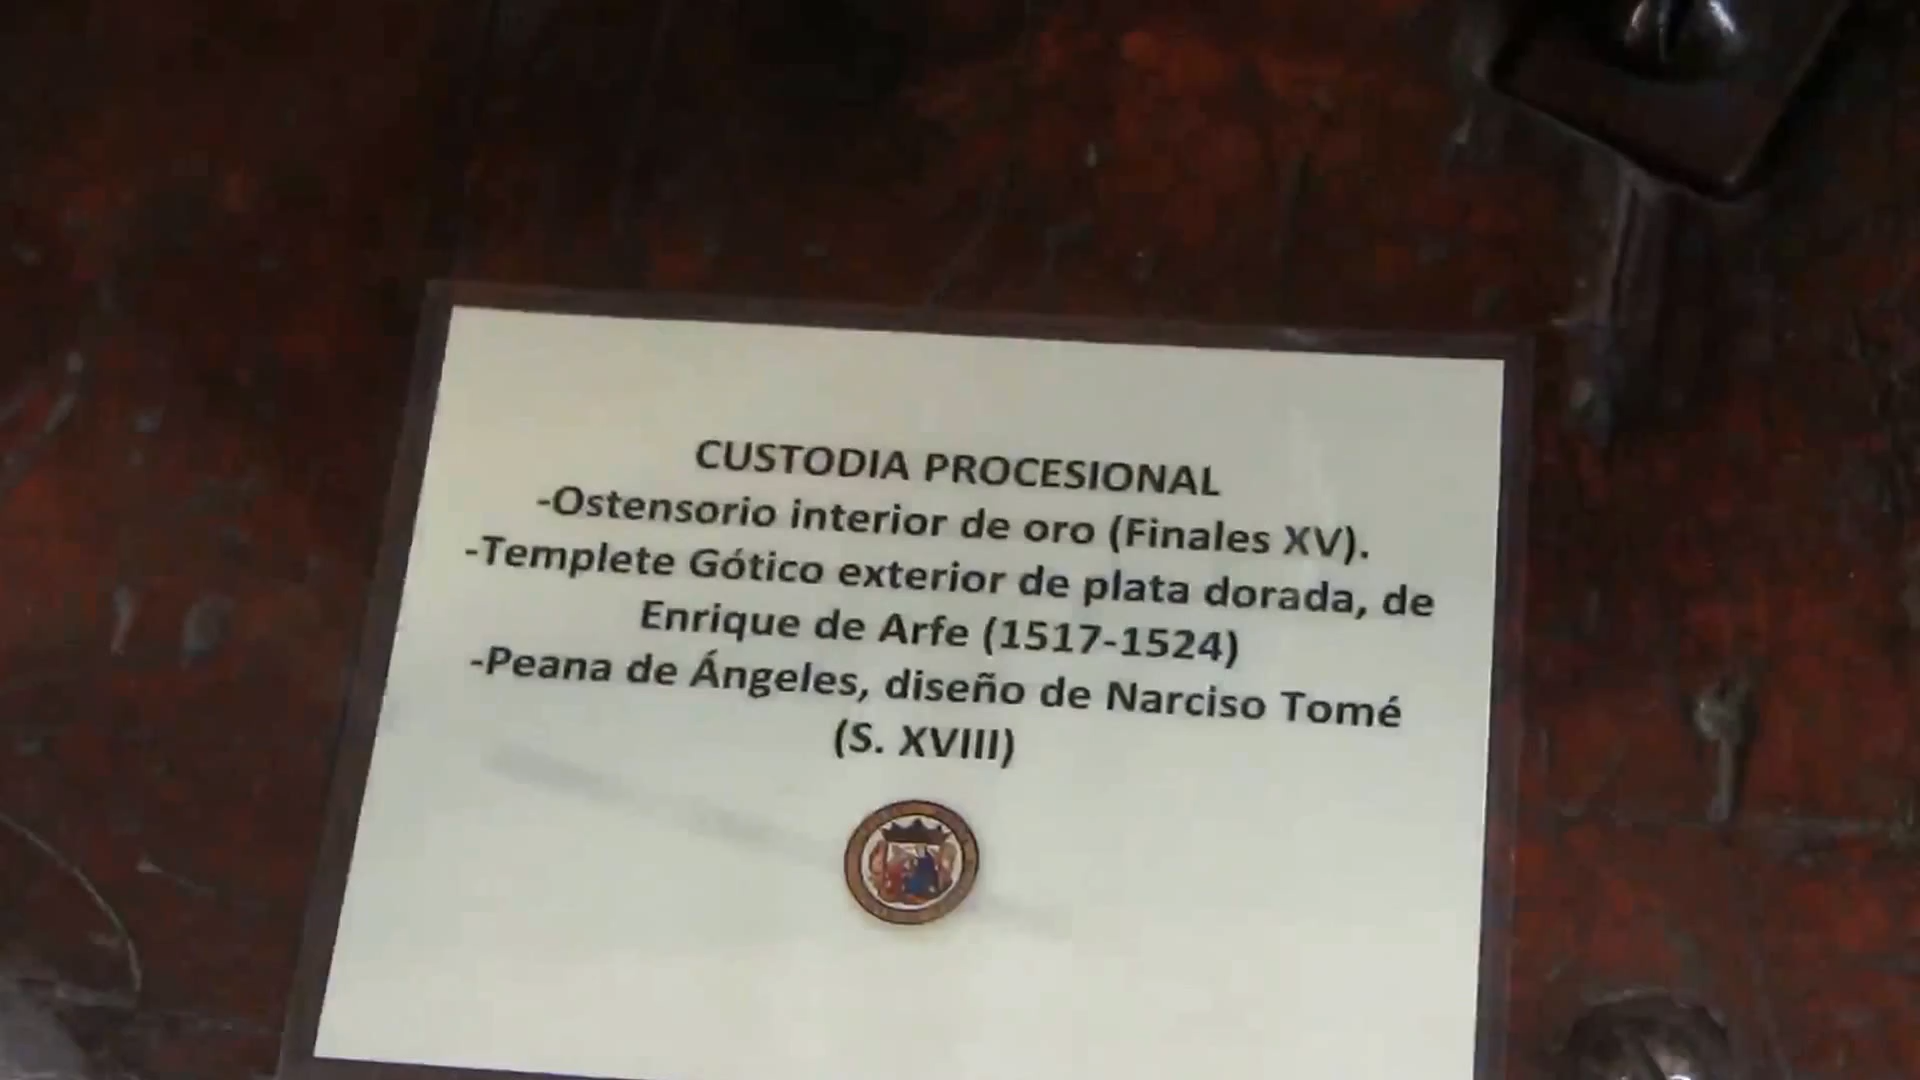 CUSTODIA PROCESIONAL
-Ostensorio interior de oro (Finales XV).
-Templete Gótico exterior de plata dorada, de
Enrique de Arfe (1517-1524)
-Peana de Ángeles, diseño de Narciso Tomé
(S. XVIII)